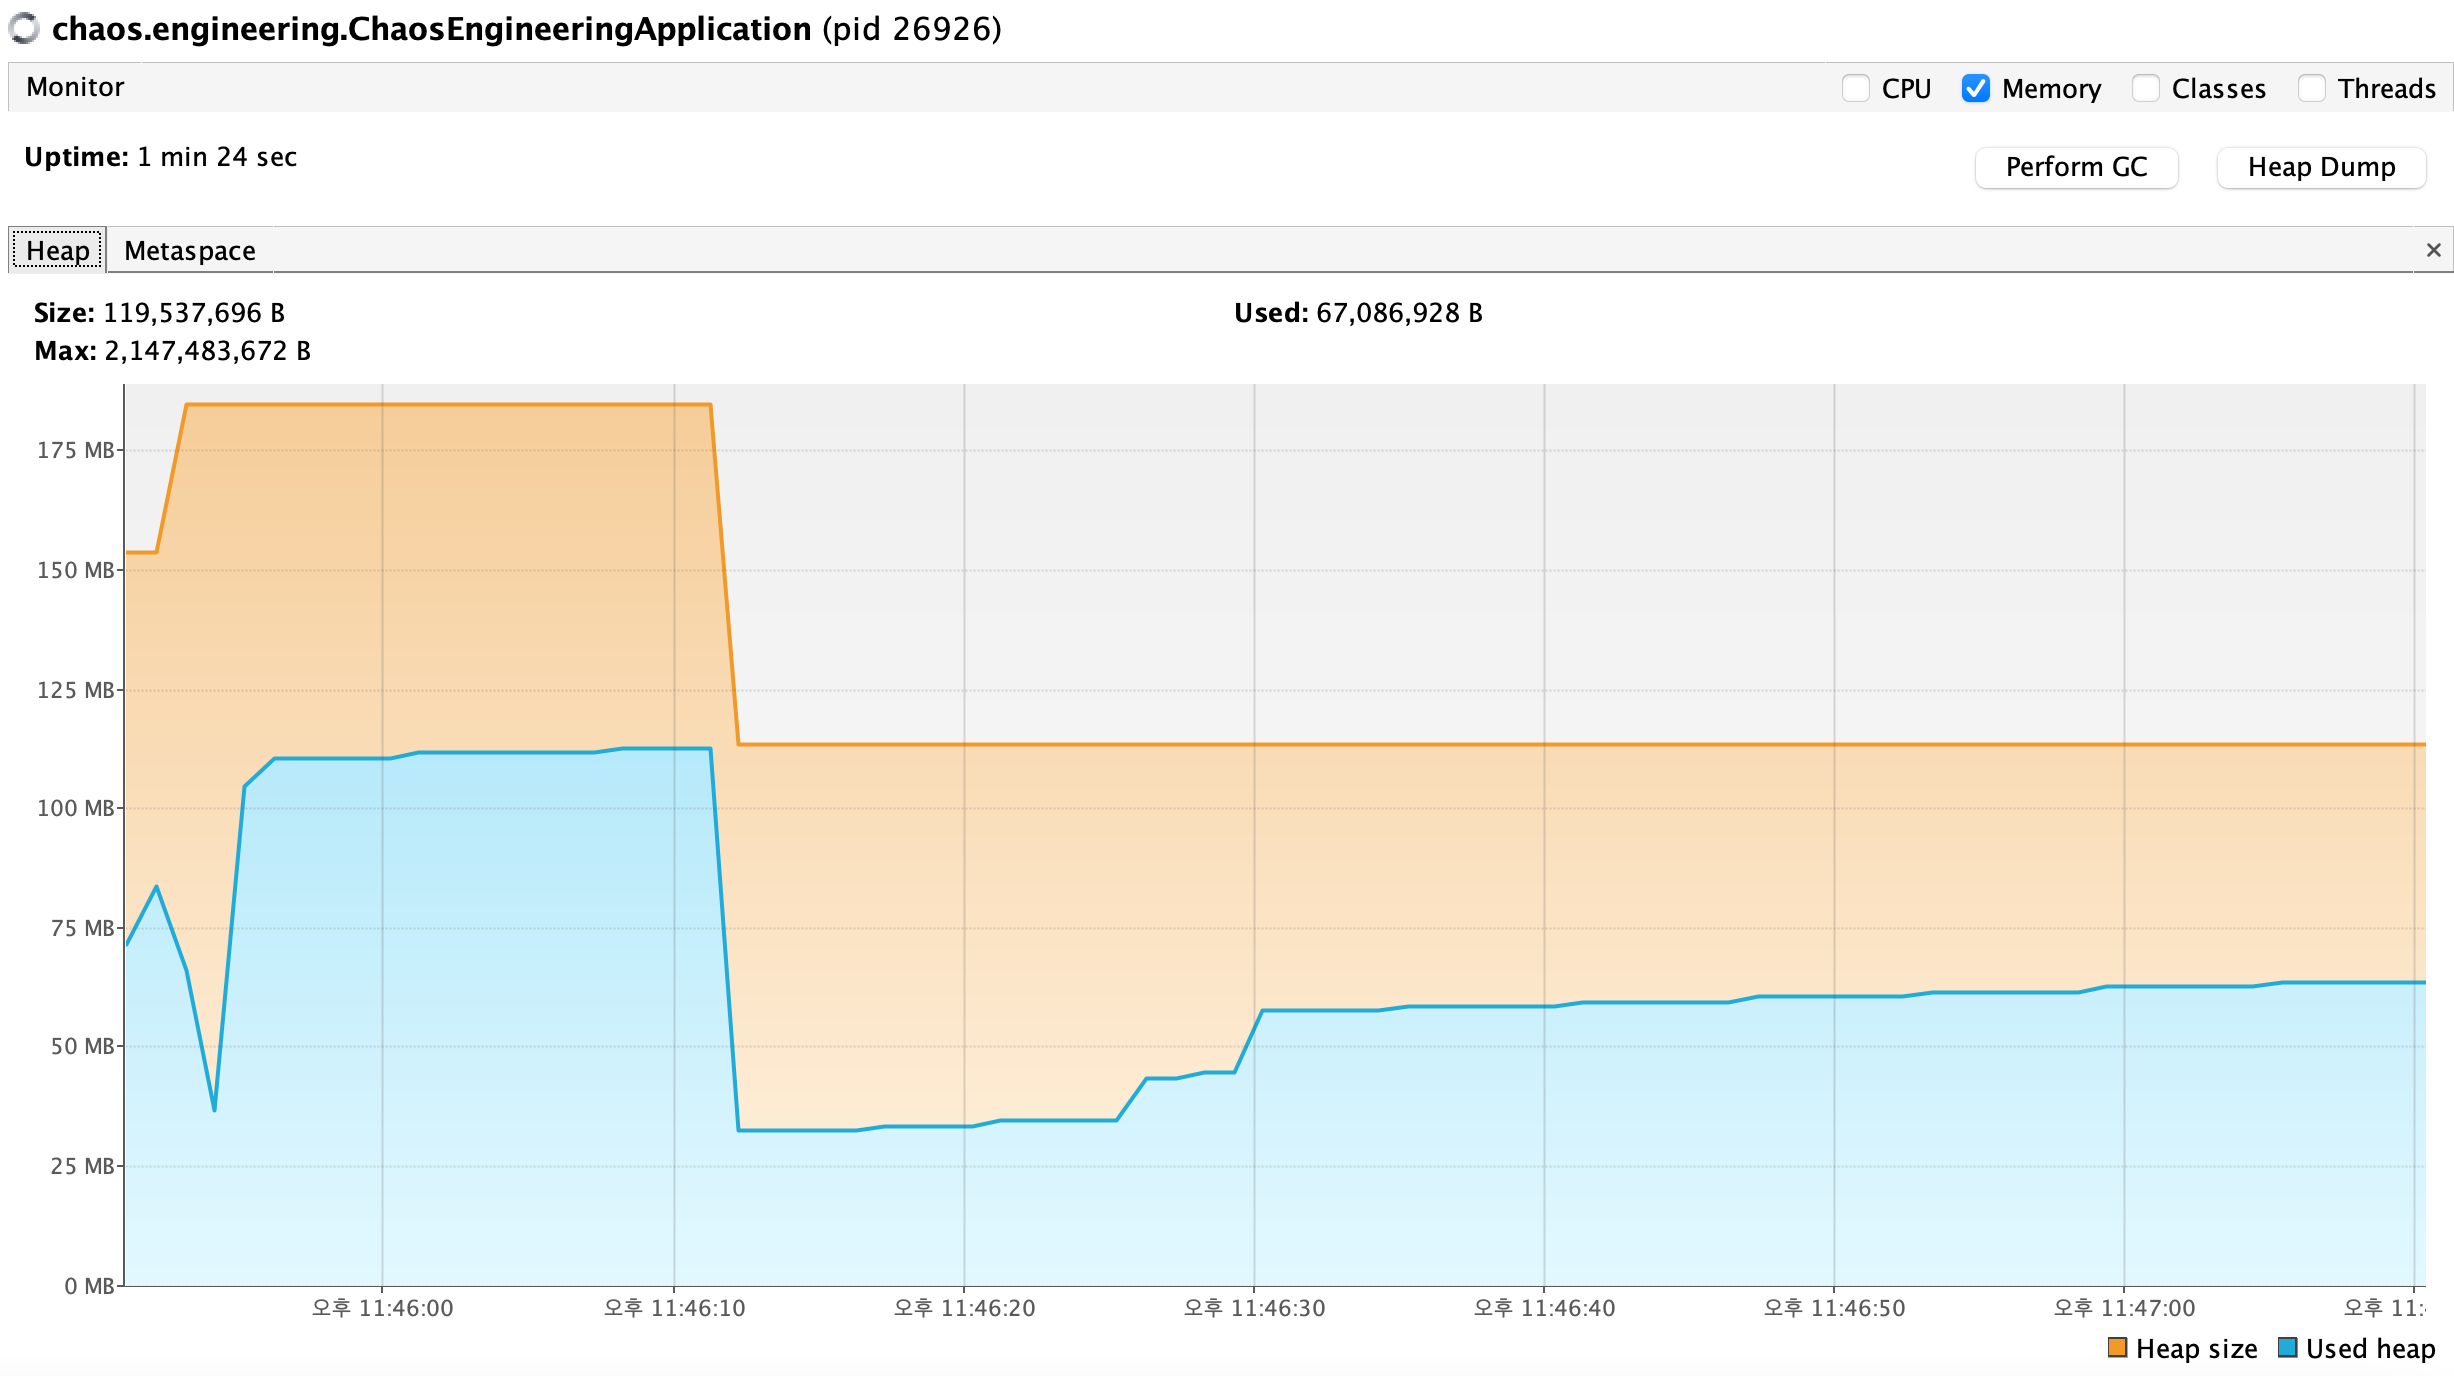 chaos.engineering.ChaosEngineeringApplication (pid 26926)
Monitor CPU Memory Classes Threads
Uptime: 1 min 24 sec
Perform GC Heap Dump
Heap Metaspace
Size: 119,537,696 B Used: 67,086,928 B
Max: 2,147,483,672 B
175 MB
150 MB
125 MB
100 MB
75 MB
50 MB
25 MB
0 MB
오후 11:46:00 오후 11:46:10 오후 11:46:20 오후 11:46:30 오후 11:46:40 오후 11:46:50 오후 11:47:00 오후 11:
Heap size Used heap